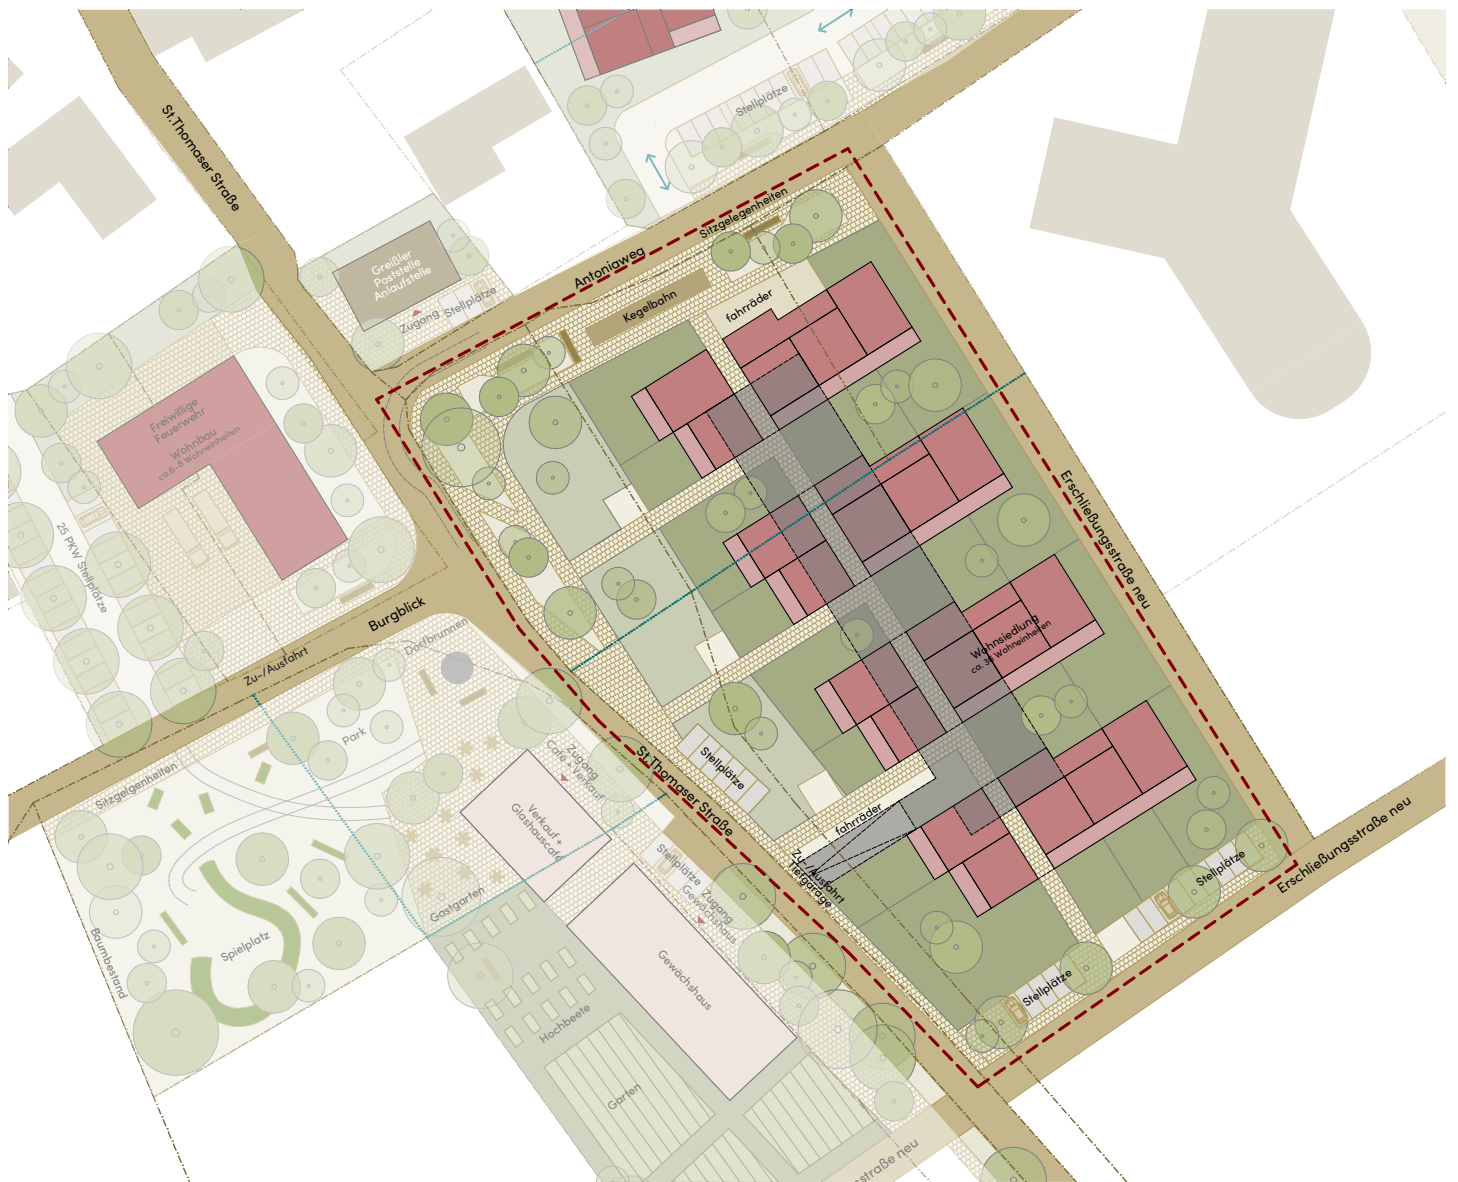 Stellplätze
St.Thomaser Straße
Sitzgelegenheiten
Antoniaweg
Greißler
Poststelle
Anlaufstelle
Zugang
Stellplätze
Kegelbahn
fahrräder
Freiwillige
Feuerwehr
Wohnbau
ca.6-8 Wohneinheiten
25 PKW Stellplätze
Erschließungsstraße neu
Burgblick
Dorfbrunnen
Zu-/Ausfahrt
Wohnsiedlung
ca. 36 Wohneinheiten
Park
Sitzgelgenheiten
Zugang
Café + Verkauf
St.Thomaser Straße
Stellplätze
Verkauf +
Glashauscafé
fahrräder
Zu-/Ausfahrt
Tiefgarage
Stellplätze
Zugang
Gewächshaus
Gastgarten
Spielplatz
Baumbestand
Gewächshaus
Hochbeete
Garten
Stellplätze
Stellplätze
Erschließungsstraße neu
sstraße neu